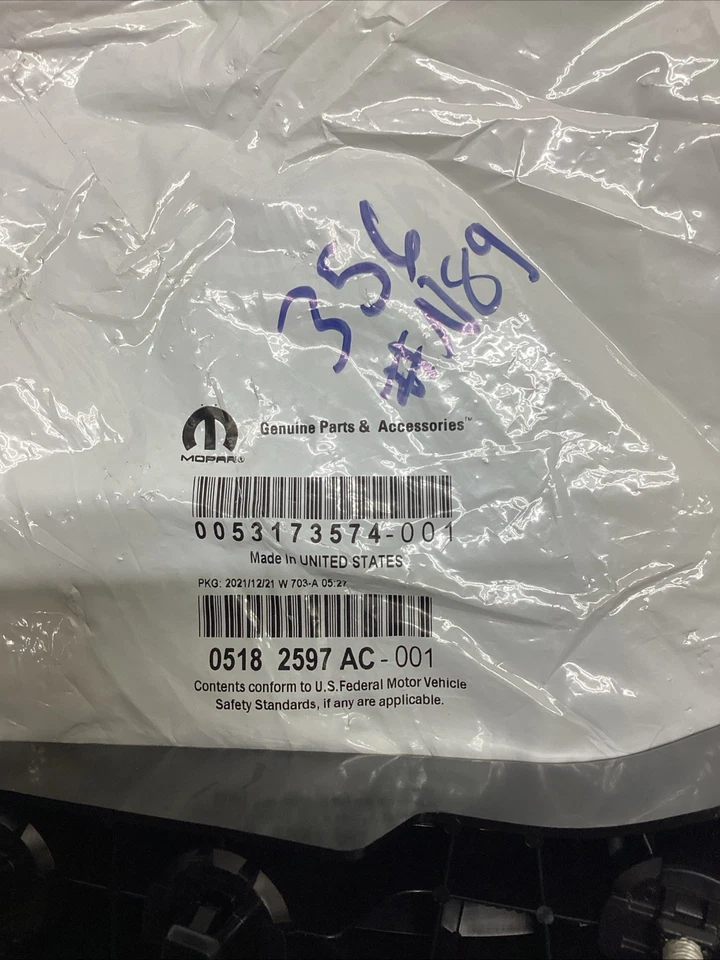 356
#N89
MOPAR®
Genuine Parts & Accessories™
0053173574-001
Made In UNITED STATES
PKG: 2021/12/21 W 703-A 05:27
0518 2597 AC - 001
Contents conform to U.S.Federal Motor Vehicle
Safety Standards, if any are applicable.